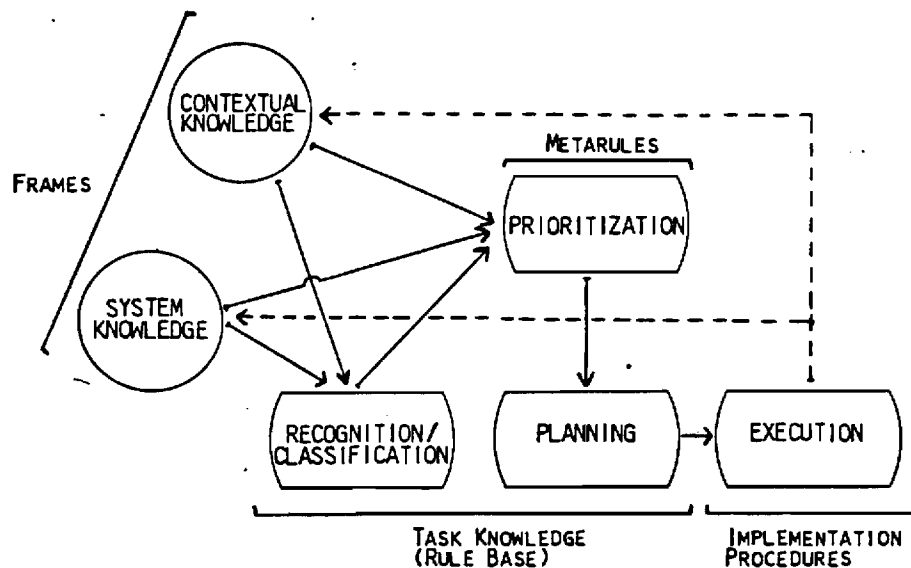 CONTEXTUAL
KNOWLEDGE
METARULES
FRAMES
PRIORITIZATION
SYSTEM
KNOWLEDGE
RECOGNITION/
CLASSIFICATION
PLANNING
EXECUTION
TASK KNOWLEDGE
(RULE BASE)
IMPLEMENTATION
PROCEDURES